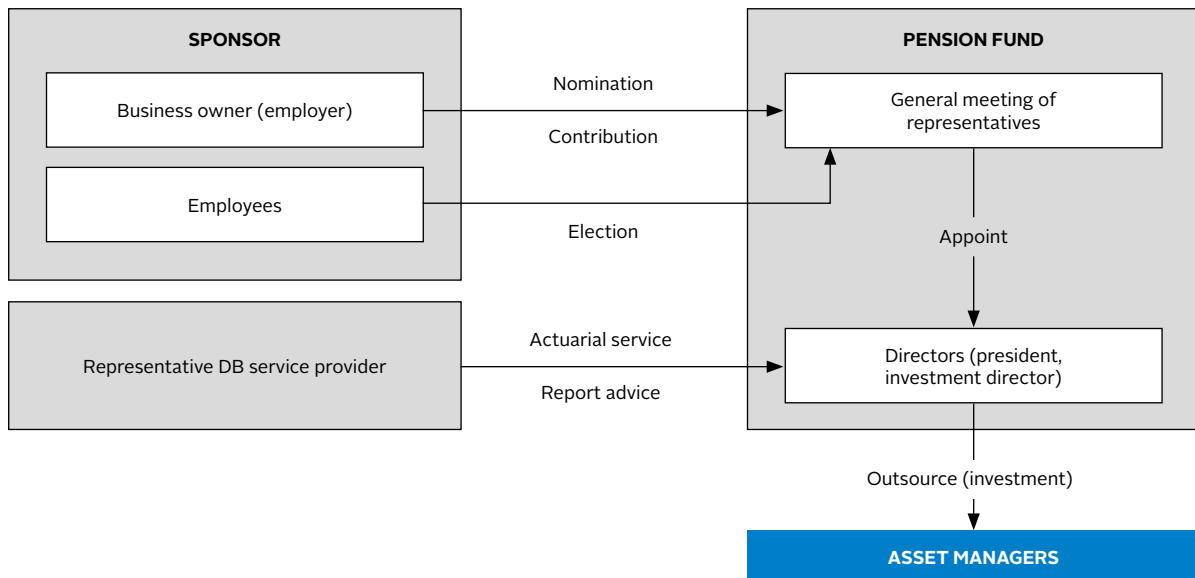 SPONSOR
Business owner (employer)
Employees
Nomination
Contribution
Election
PENSION FUND
General meeting of
representatives
Appoint
Representative DB service provider
Actuarial service
Report advice
Directors (president,
investment director)
Outsource (investment)
ASSET MANAGERS